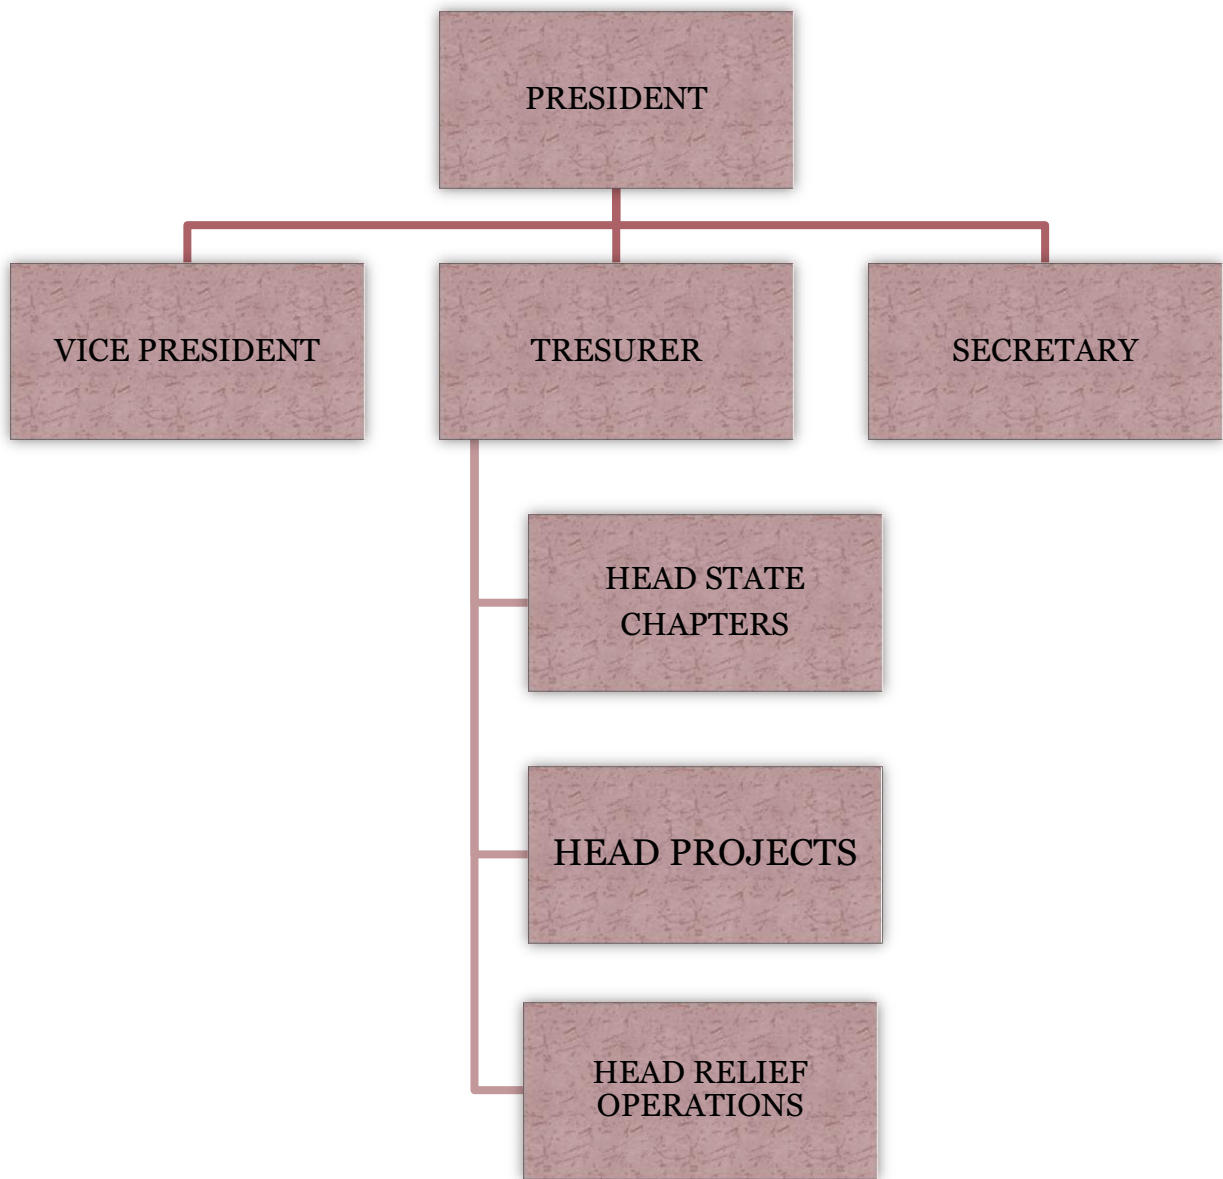 PRESIDENT
VICE PRESIDENT
TRESURER
SECRETARY
HEAD STATE
CHAPTERS
HEAD PROJECTS
HEAD RELIEF
OPERATIONS